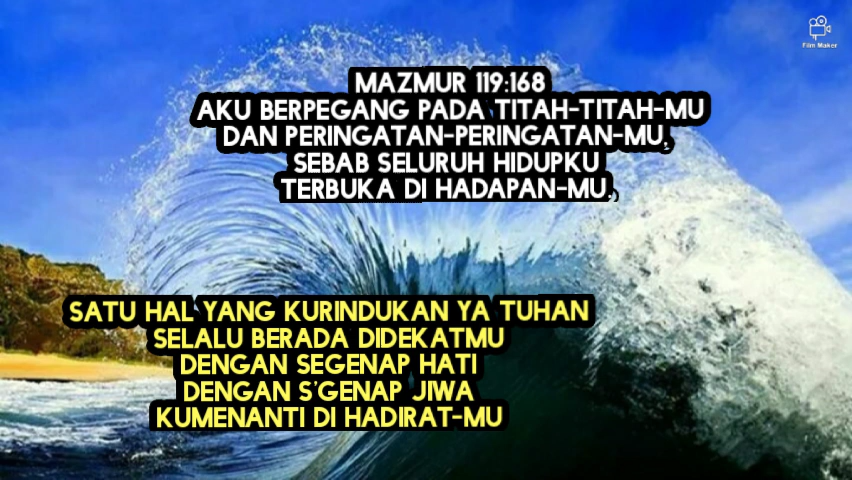 Film Maker
MAZMUR 119:168
AKU BERPEGANG PADA TITAH-TITAH-MU
DAN PERINGATAN-PERINGATAN-MU,
SEBAB SELURUH HIDUPKU
TERBUKA DI HADAPAN-MU.,
SATU HAL YANG KURINDUKAN YA TUHAN
SELALU BERADA DIDEKATMU
DENGAN SEGENAP HATI
DENGAN S'GENAP JIWA
KUMENANTI DI HADIRAT-MU